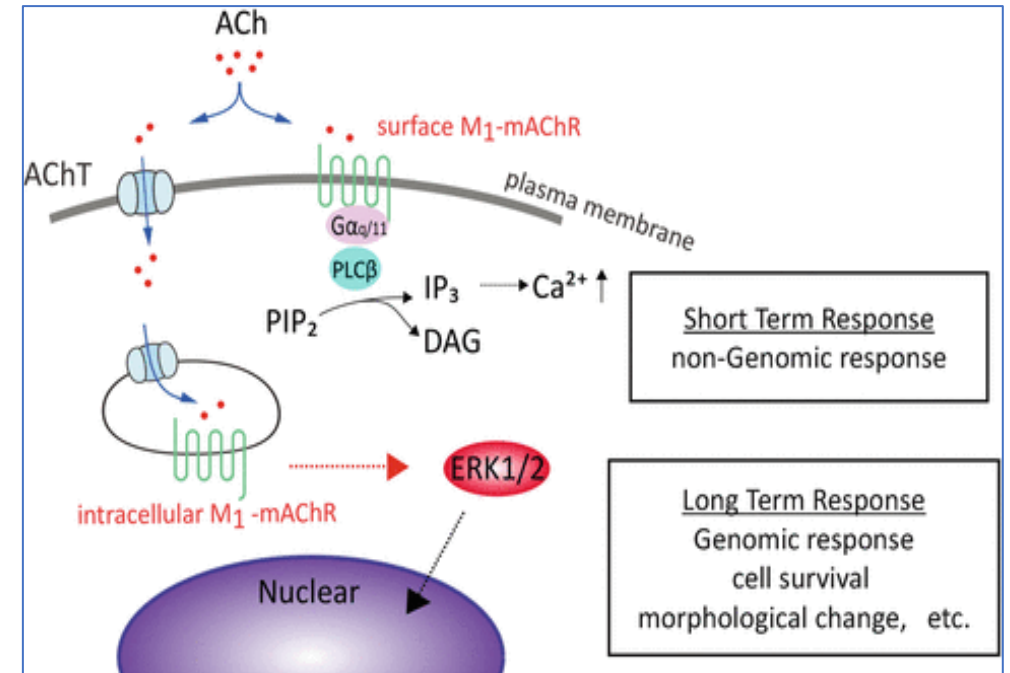 ACh
surface M1-mAChR
AChT
plasma membrane
Gαq/11
PLCβ
PIP2
IP3
Ca2+
DAG
Short Term Response
non-Genomic response
ERK1/2
intracellular M1 -mAChR
Long Term Response
Genomic response
cell survival
morphological change, etc.
Nuclear